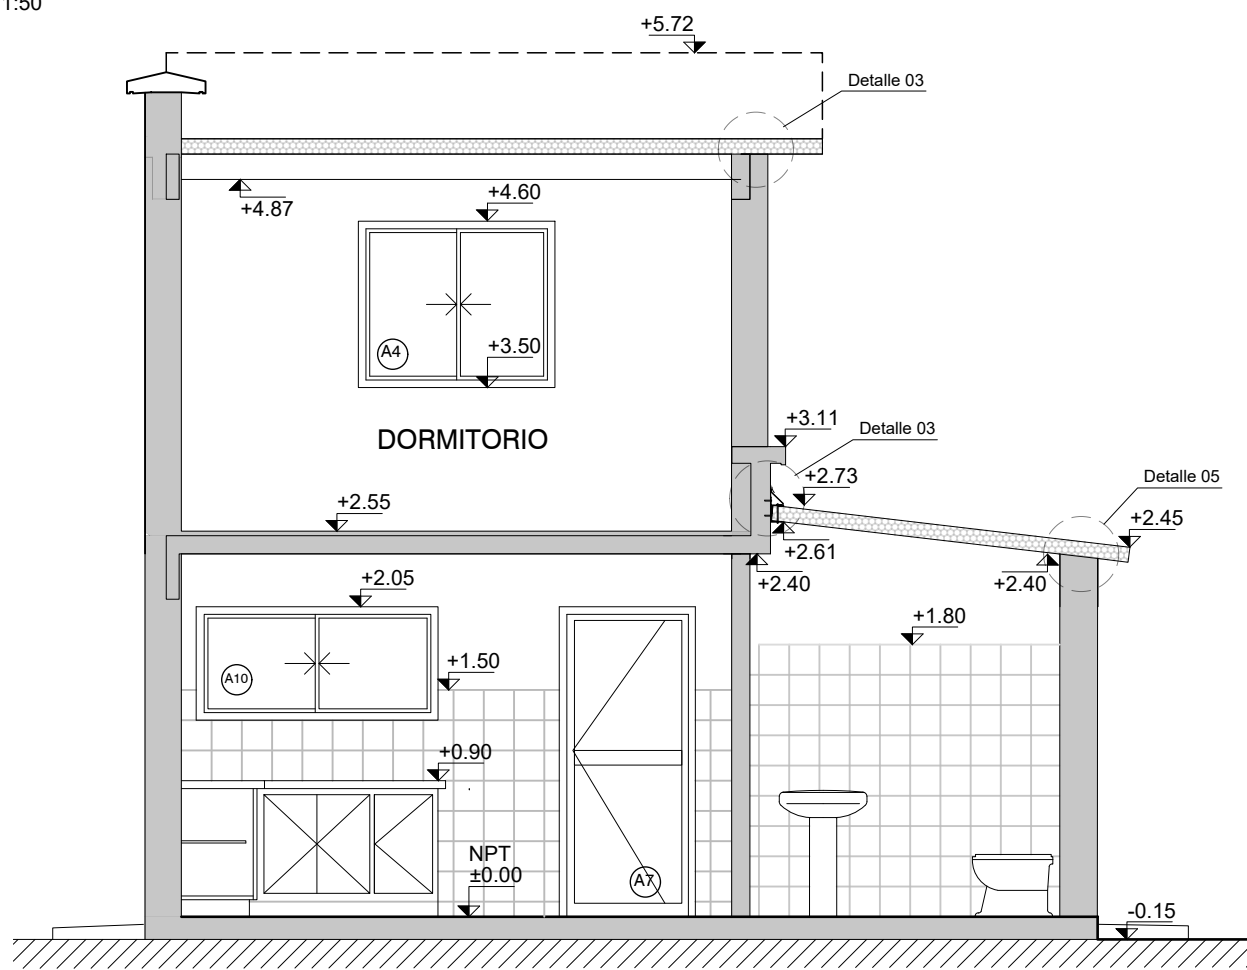 1:50
+5.72
Detalle 03
+4.87
+4.60
A4
+3.50
DORMITORIO
+3.11
Detalle 03
+2.73
Detalle 05
+2.55
+2.45
+2.61
+2.40
+2.40
+2.05
+1.80
A10
+1.50
+0.90
NPT
±0.00
A7
-0.15